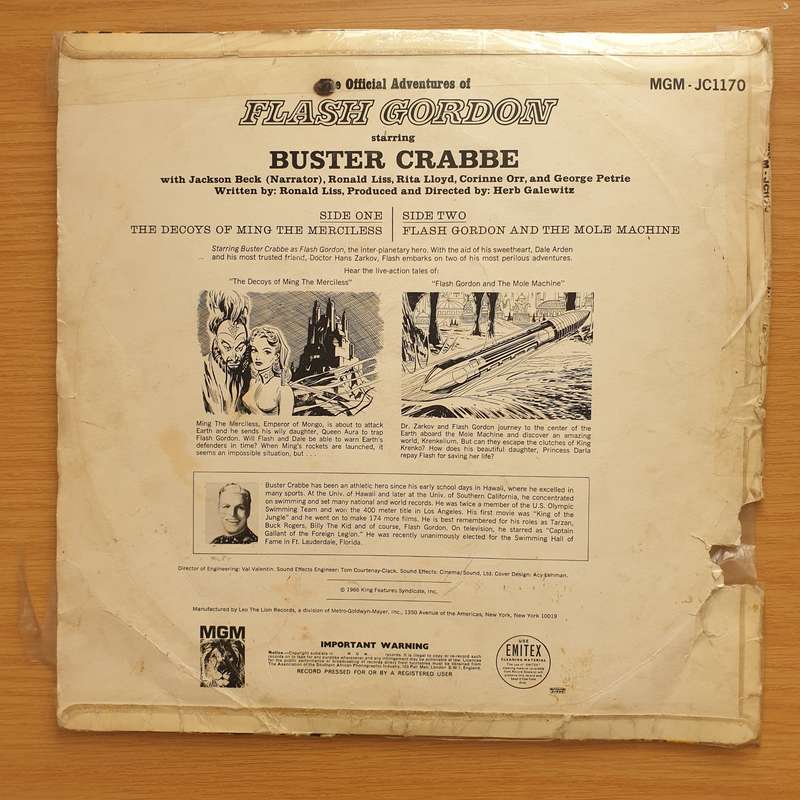 The Official Adventures of
MGM - JC1170
FLASH GORDON
starring
BUSTER CRABBE
with Jackson Beck (Narrator), Ronald Liss, Rita Lloyd, Corinne Orr, and George Petrie
Written by: Ronald Liss, Produced and Directed by: Herb Galewitz
SIDE ONE
THE DECOYS OF MING THE MERCILESS
SIDE TWO
FLASH GORDON AND THE MOLE MACHINE
Starring Buster Crabbe as Flash Gordon, the inter-planetary hero. With the aid of his sweetheart, Dale Arden
and his most trusted friend, Doctor Hans Zarkov, Flash embarks on two of his most perilous adventures.
Hear the live-action tales of:
"The Decoys of Ming The Merciless"
"Flash Gordon and The Mole Machine"
Ming The Merciless, Emperor of Mongo, is about to attack
Earth and he sends his wily daughter, Queen Aura to trap
Flash Gordon. Will Flash and Dale be able to warn Earth's
defenders in time? When Ming's rockets are launched, it
seems an impossible situation, but . . .
Dr. Zarkov and Flash Gordon journey to the center of the
Earth aboard the Mole Machine and discover an amazing
world, Krenkelium. But can they escape the clutches of King
Krenko? How does his beautiful daughter, Princess Darla
repay Flash for saving her life?
Buster Crabbe has been an athletic hero since his early school days in Hawaii, where he excelled in
many sports. At the Univ. of Hawaii and later at the Univ. of Southern California, he concentrated
on swimming and set many national and world records. He was twice a member of the U.S. Olympic
Swimming Team and won the 400 meter title in Los Angeles. His first movie was "King of the
Jungle" and he went on to make 174 more films. He is best remembered for his roles as Tarzan,
Buck Rogers, Billy The Kid and of course, Flash Gordon. On television, he starred as "Captain
Gallant of the Foreign Legion." He was recently unanimously elected for the Swimming Hall of
Fame in Ft. Lauderdale, Florida.
Director of Engineering: Val Valentin. Sound Effects Engineer: Tom Courtenay-Clack. Sound Effects: Cinema/Sound, Ltd. Cover Design: Acy Lehman.
© 1966 King Features Syndicate, Inc.
Manufactured by Leo The Lion Records, a division of Metro-Goldwyn-Mayer, Inc., 1350 Avenue of the Americas, New York, New York 10019
MGM
IMPORTANT WARNING
Notice.—Copyright subsists in M G M records. It is illegal to copy or re-record such
RECORD PRESSED FOR OR BY A REGISTERED USER
USE
EMITEX
CLEANING MATERIAL